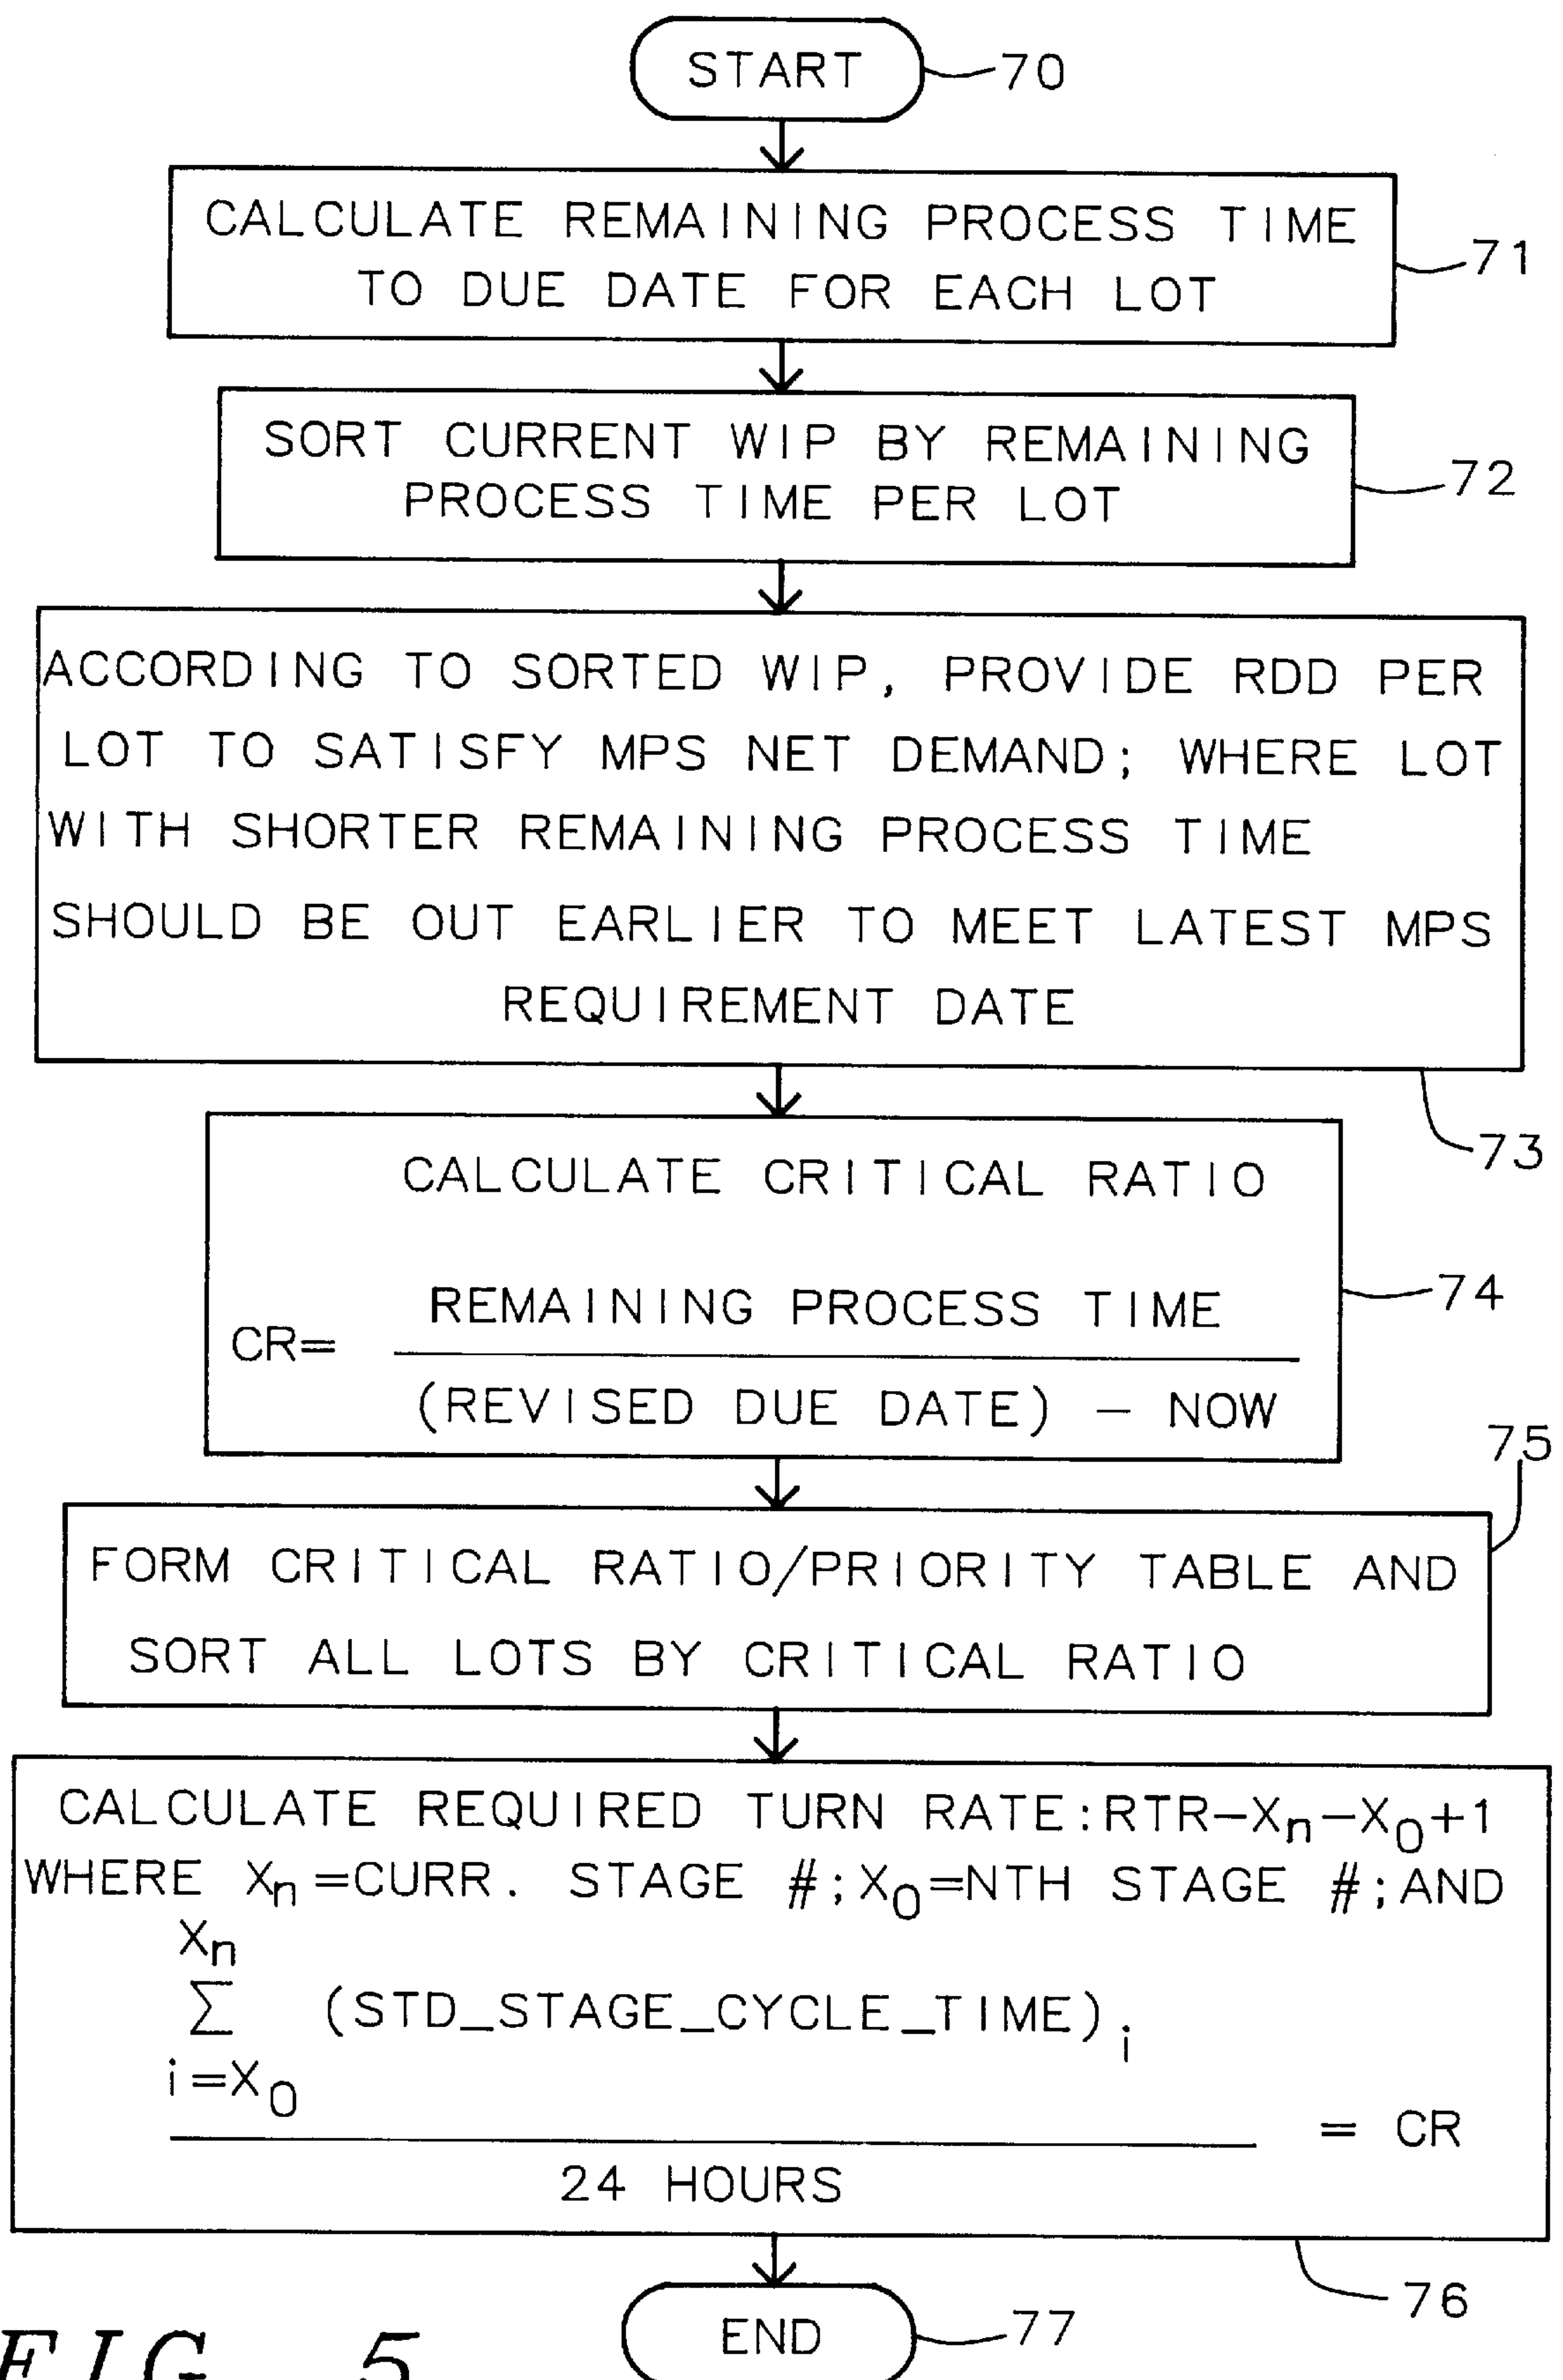 START
70
CALCULATE REMAINING PROCESS TIME
TO DUE DATE FOR EACH LOT
71
SORT CURRENT WIP BY REMAINING
PROCESS TIME PER LOT
72
ACCORDING TO SORTED WIP, PROVIDE RDD PER
LOT TO SATISFY MPS NET DEMAND; WHERE LOT
WITH SHORTER REMAINING PROCESS TIME
SHOULD BE OUT EARLIER TO MEET LATEST MPS
REQUIREMENT DATE
73
CALCULATE CRITICAL RATIO
REMAINING PROCESS TIME
CR=
(REVISED DUE DATE) – NOW
74
75
FORM CRITICAL RATIO/PRIORITY TABLE AND
SORT ALL LOTS BY CRITICAL RATIO
CALCULATE REQUIRED TURN RATE:RTR–Xn–X0+1
WHERE Xn=CURR. STAGE #;X0=NTH STAGE #;AND
Xn
Σ (STD_STAGE_CYCLE_TIME)i
i=X0
= CR
24 HOURS
76
END
77
FIG. 5